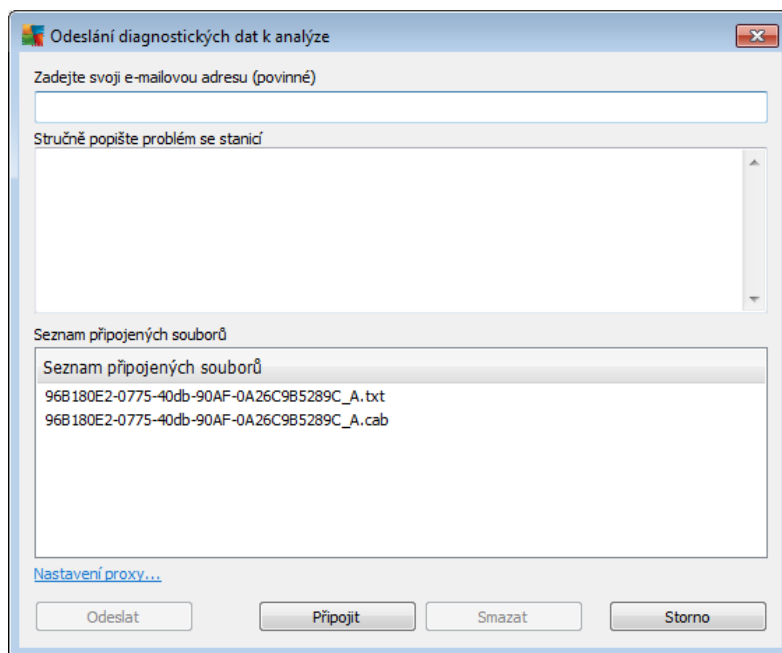 Odeslání diagnostických dat k analýze
Zadejte svoji e-mailovou adresu (povinné)
Stručně popište problém se stanicí
Seznam připojených souborů
Seznam připojených souborů
96B180E2-0775-40db-90AF-0A26C9B5289C_A.txt
96B180E2-0775-40db-90AF-0A26C9B5289C_A.cab
Nastavení proxy...
Odeslat
Připojit
Smazat
Storno